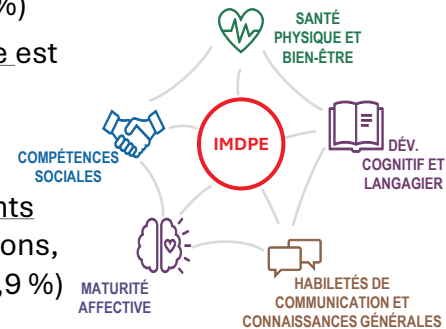 %)
e est
nts
ons,
,9 %)
SANTÉ
PHYSIQUE ET
BIEN-ÊTRE
IMDPE
COMPÉTENCES
SOCIALES
DÉV.
COGNITIF ET
LANGAGIER
MATURITÉ
AFFECTIVE
HABILETÉS DE
COMMUNICATION ET
CONNAISSANCES GÉNÉRALES